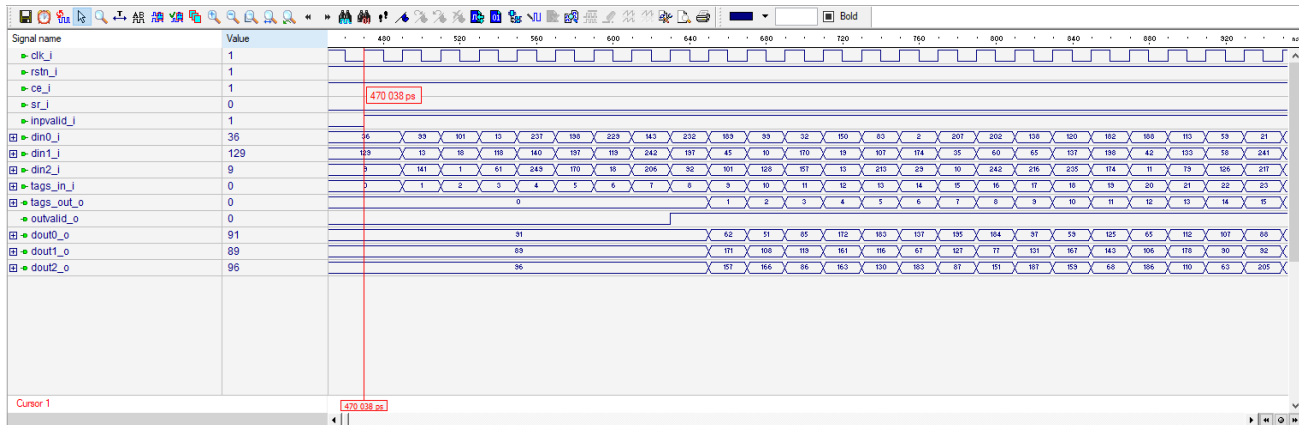 Bold
Signal name Value 480 520 560 600 640 680 720 760 800 840 880 920
clk_i 1
rstn_i 1
ce_i 1
470 038 ps
sr_i 0
inpvalid_i 1
din0_i 36 36 99 101 13 237 198 229 143 232 189 99 32 150 83 2 207 202 138 120 182 188 113 59 21
din1_i 129 129 13 18 118 140 197 119 242 197 45 10 170 19 107 174 35 60 65 137 198 42 133 58 241
din2_i 9 9 141 1 61 249 170 18 206 92 101 128 157 13 213 29 10 242 216 235 174 11 79 126 217
tags_in_i 0 0 1 2 3 4 5 6 7 8 9 10 11 12 13 14 15 16 17 18 19 20 21 22 23
tags_out_o 0 0 1 2 3 4 5 6 7 8 9 10 11 12 13 14 15
outvalid_o 0
dout0_o 91 91 62 51 85 172 183 137 195 184 97 59 125 65 112 107 88
dout1_o 89 89 171 108 119 161 116 67 127 77 131 167 143 106 178 90 92
dout2_o 96 96 157 166 86 163 130 183 87 151 187 159 68 186 110 63 205
Cursor 1 470 038 ps